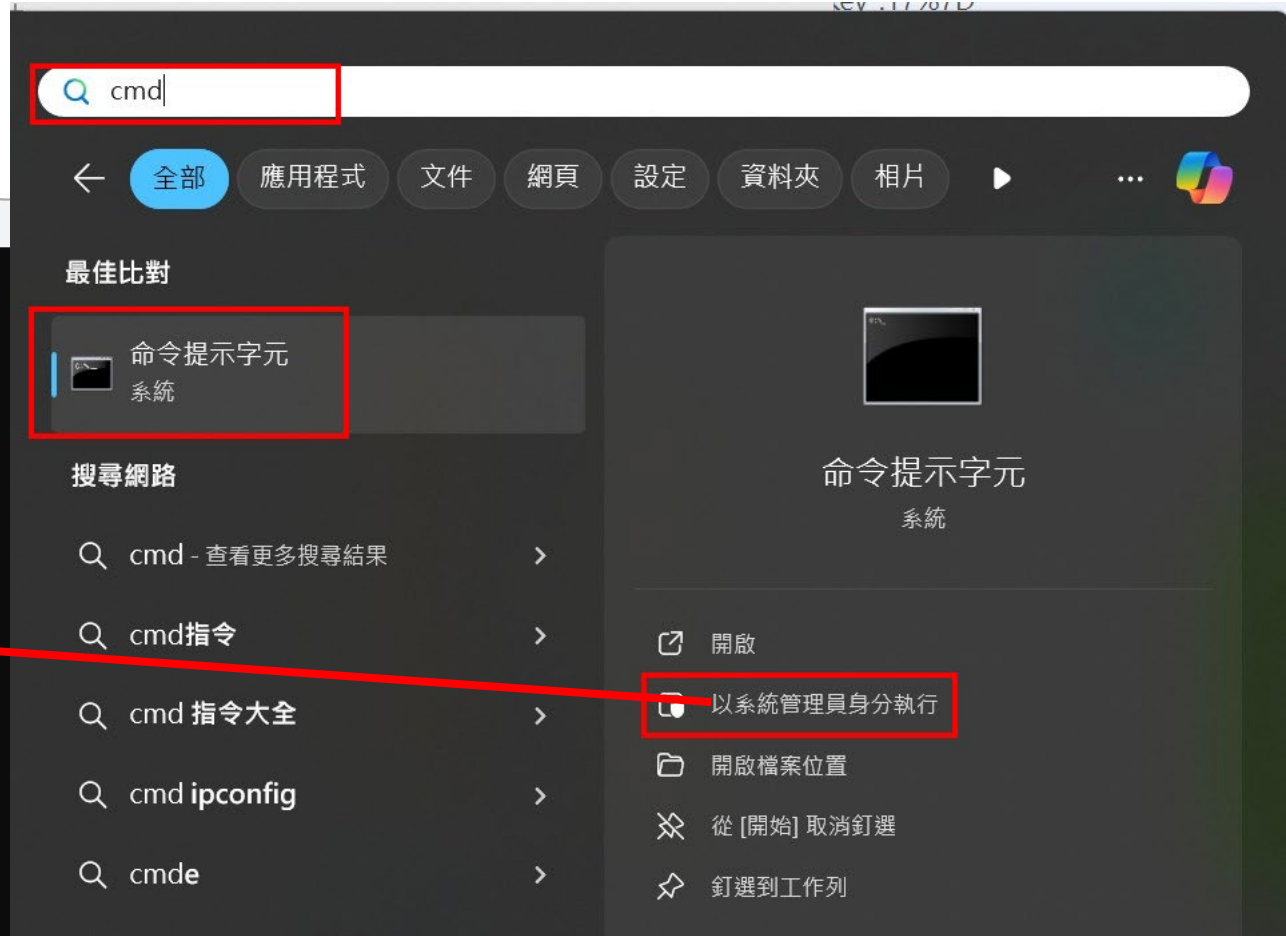 cmd
全部 應用程式 文件 網頁 設定 資料夾 相片
最佳比對
命令提示字元
系統
搜尋網路
cmd - 查看更多搜尋結果
cmd指令
cmd 指令大全
cmd ipconfig
cmde
命令提示字元
系統
開啟
以系統管理員身分執行
開啟檔案位置
從 [開始] 取消釘選
釘選到工作列